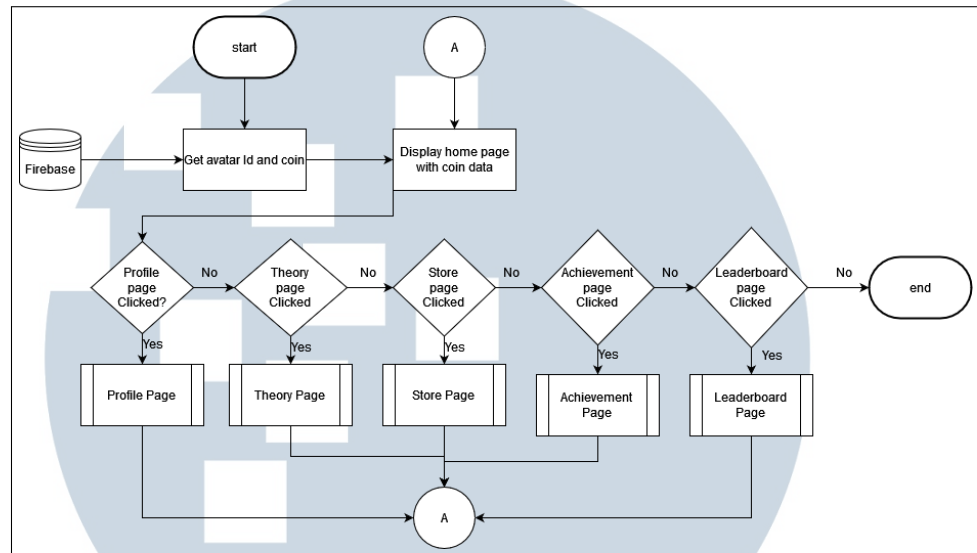 start
A
Firebase
Get avatar Id and coin
Display home page
with coin data
Profile
page
Clicked?
No
Theory
page
Clicked
No
Store
page
Clicked
No
Achievement
page
Clicked
No
Leaderboard
page
Clicked
No
end
Yes
Yes
Yes
Yes
Yes
Profile Page
Theory Page
Store Page
Achievement
Page
Leaderboard
Page
A